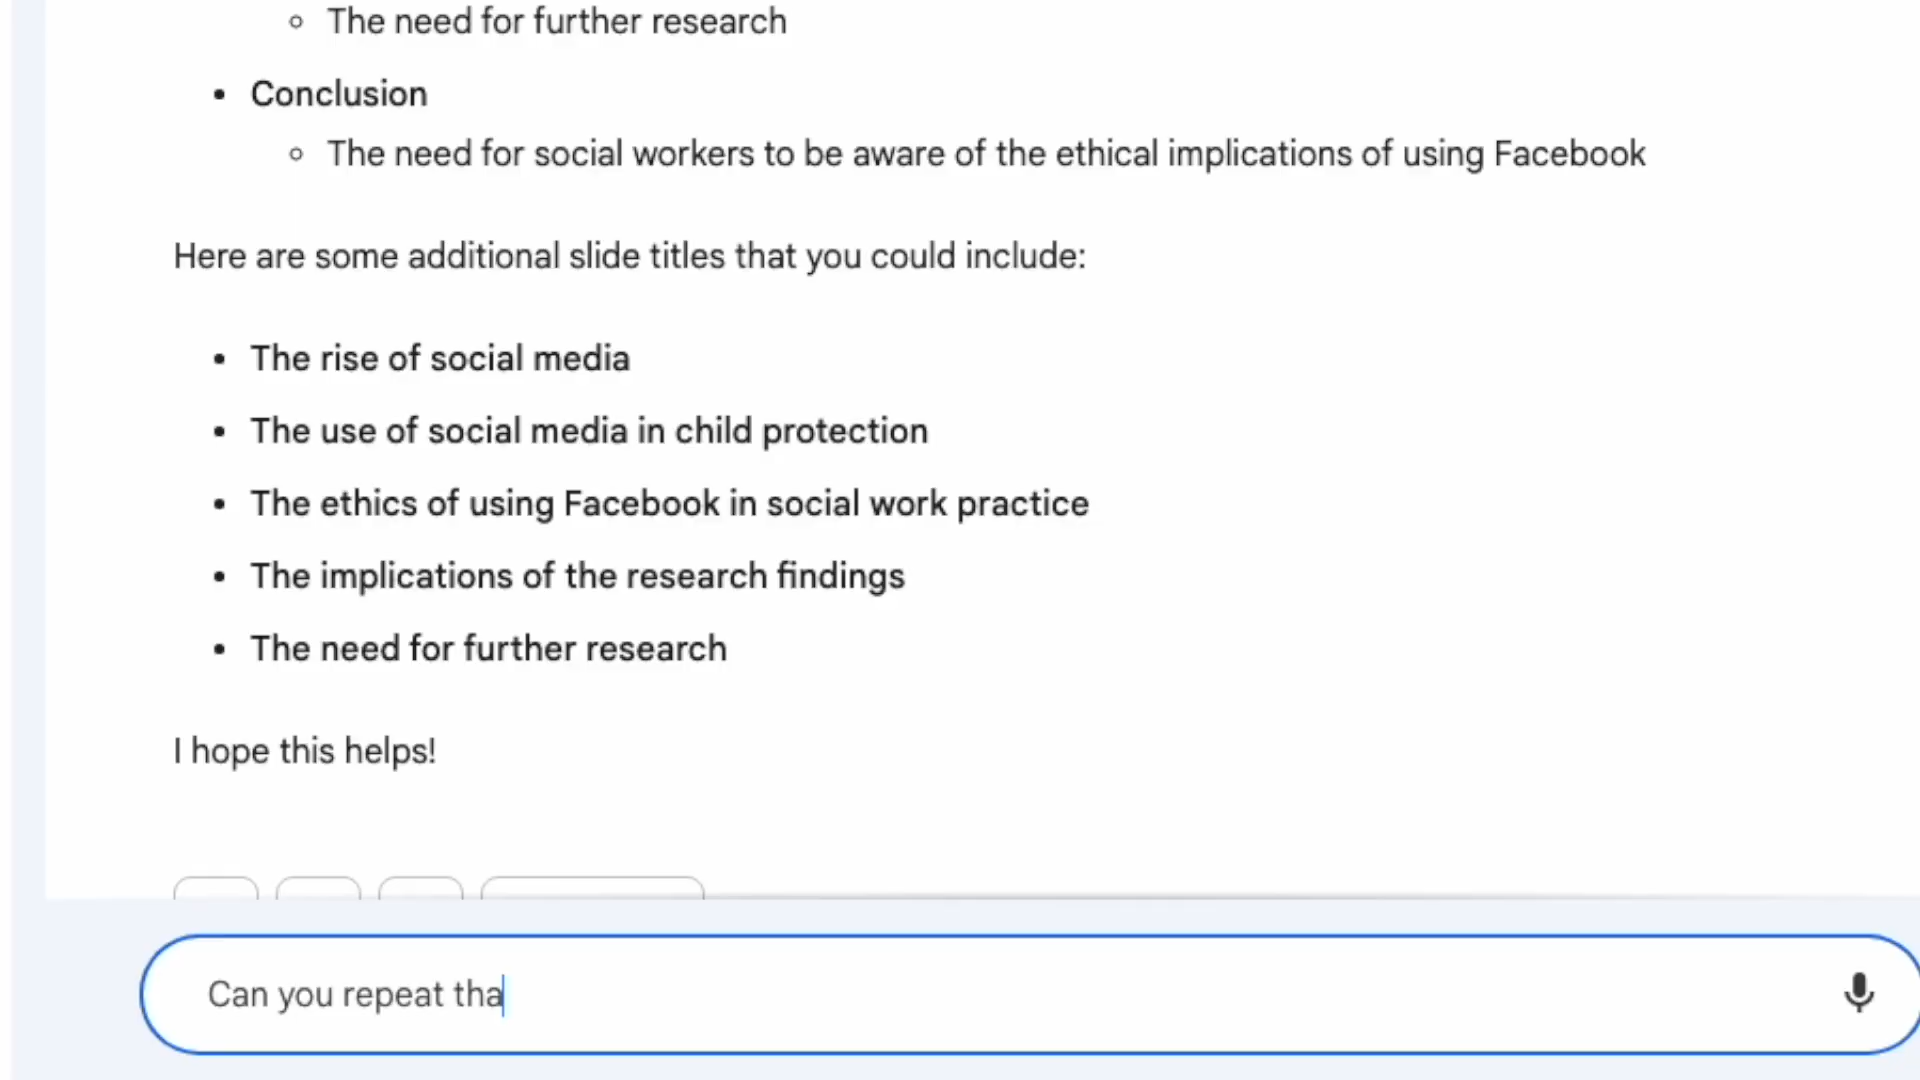 The need for further research
Conclusion
The need for social workers to be aware of the ethical implications of using Facebook
Here are some additional slide titles that you could include:
The rise of social media
The use of social media in child protection
The ethics of using Facebook in social work practice
The implications of the research findings
The need for further research
I hope this helps!
Can you repeat tha